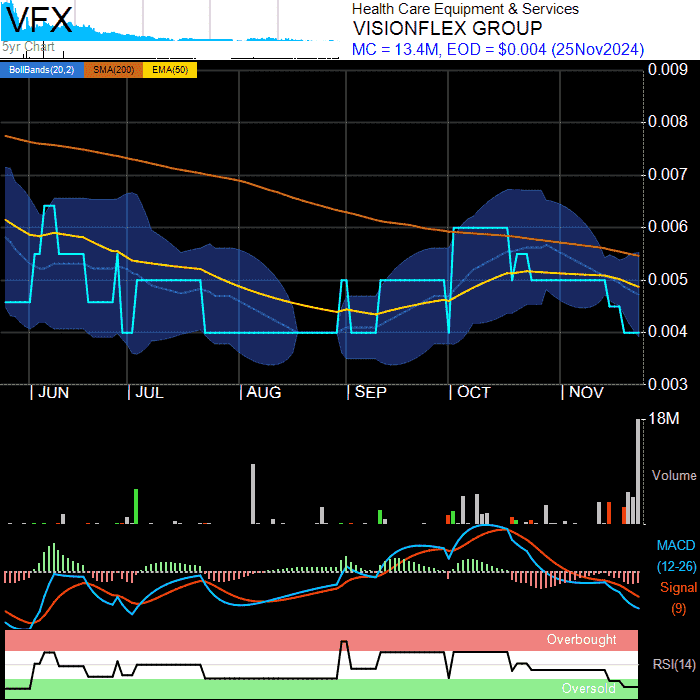 VFX
5yr Chart
Health Care Equipment & Services
VISIONFLEX GROUP
MC = 13.4M, EOD = $0.004 (25Nov2024)
BollBands(20,2) SMA(200) EMA(50)
0.009
0.008
0.007
0.006
0.005
0.004
0.003
JUN JUL AUG SEP OCT NOV
18M
Volume
MACD
(12-26)
Signal
(9)
Overbought
RSI(14)
Oversold